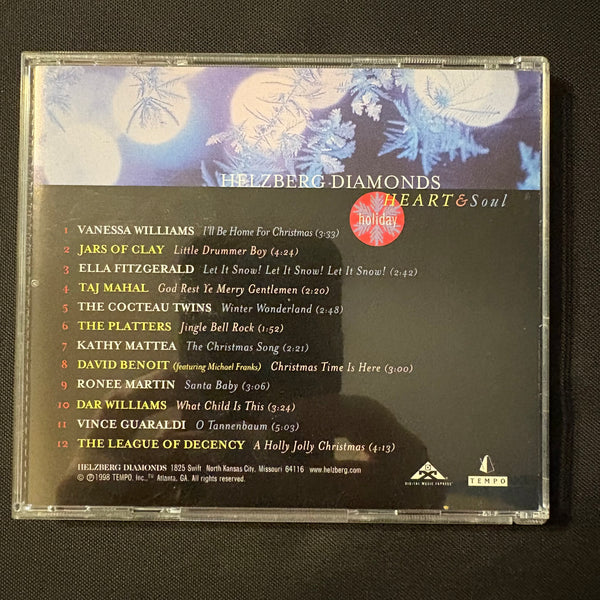 HELZBERG DIAMONDS
HEART & Soul
holiday
1 VANESSA WILLIAMS I'll Be Home For Christmas (3:33)
2 JARS OF CLAY Little Drummer Boy (4:24)
3 ELLA FITZGERALD Let It Snow! Let It Snow! Let It Snow! (2:42)
4 TAJ MAHAL God Rest Ye Merry Gentlemen (2:20)
5 THE COCTEAU TWINS Winter Wonderland (2:48)
6 THE PLATTERS Jingle Bell Rock (1:52)
7 KATHY MATTEA The Christmas Song (2:21)
8 DAVID BENOIT (featuring Michael Franks) Christmas Time Is Here (3:00)
9 RONEE MARTIN Santa Baby (3:06)
10 DAR WILLIAMS What Child Is This (3:24)
11 VINCE GUARALDI O Tannenbaum (5:03)
12 THE LEAGUE OF DECENCY A Holly Jolly Christmas (4:13)
HELZBERG DIAMONDS 1825 Swift North Kansas City, Missouri 64116 www.helzberg.com
© ℗ 1998 TEMPO, Inc.,™ Atlanta, GA. All rights reserved.
DIGITAL MUSIC EXPRESS
TEMPO